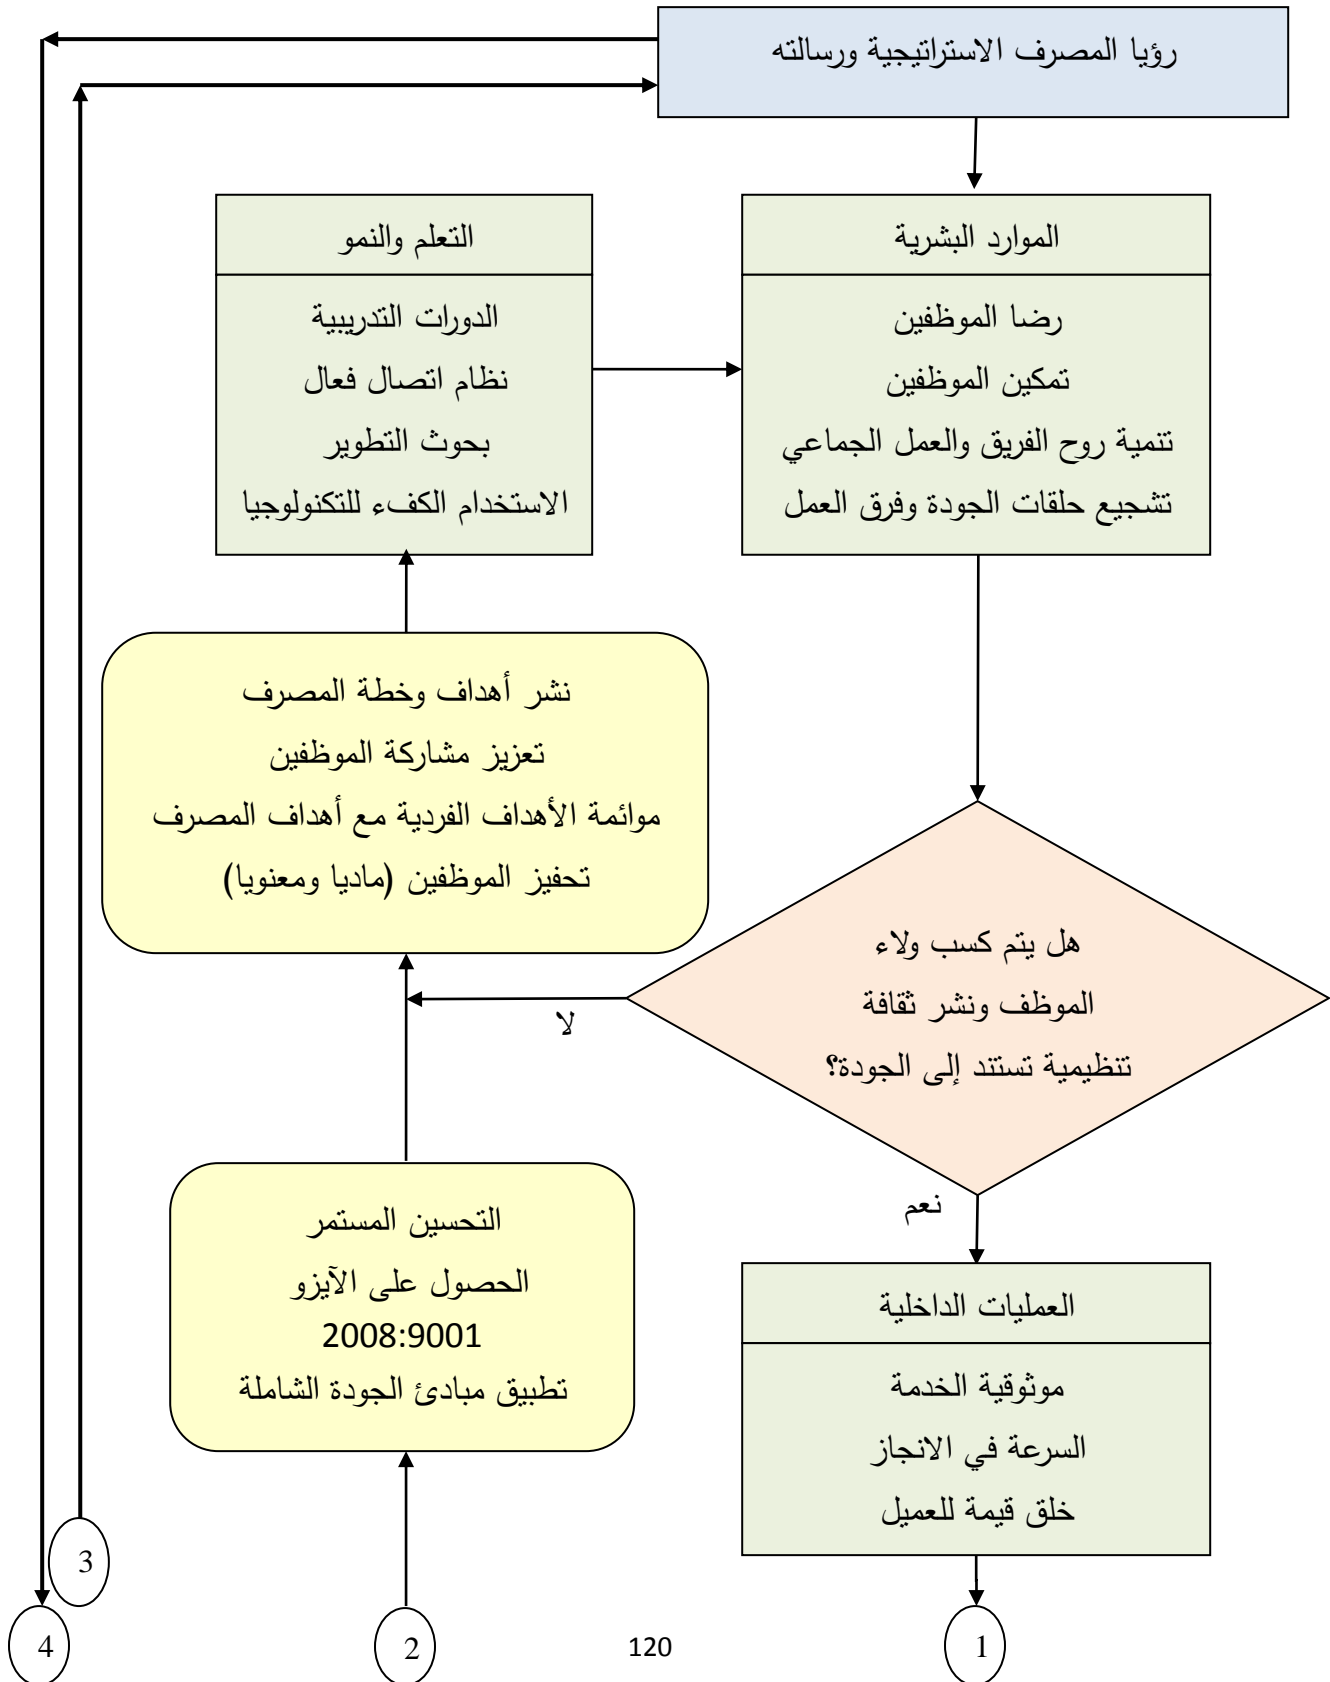 رؤيا المصرف الاستراتيجية ورسالته
الموارد البشرية
رضا الموظفين
تمكين الموظفين
تنمية روح الفريق والعمل الجماعي
تشجيع حلقات الجودة وفرق العمل
التعلم والنمو
الدورات التدريبية
نظام اتصال فعال
بحوث التطوير
الاستخدام الكفء للتكنولوجيا
نشر أهداف وخطة المصرف
تعزيز مشاركة الموظفين
موائمة الأهداف الفردية مع أهداف المصرف
تحفيز الموظفين (ماديا ومعنويا)
هل يتم كسب ولاء
الموظف ونشر ثقافة
تنظيمية تستند إلى الجودة؟
لا
نعم
التحسين المستمر
الحصول على الآيزو
2008:9001
تطبيق مبادئ الجودة الشاملة
العمليات الداخلية
موثوقية الخدمة
السرعة في الانجاز
خلق قيمة للعميل
3
1
2
4
120